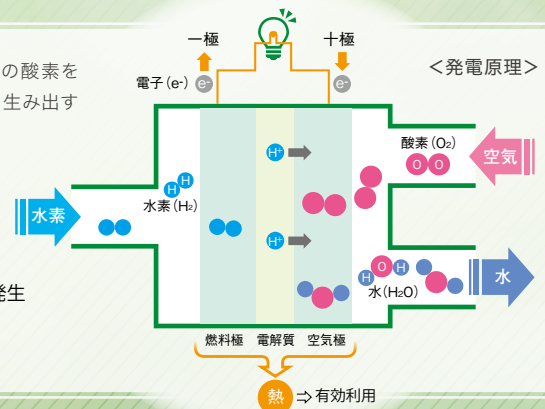 の酸素を
生み出す
発生
<発電原理>
一極
十極
電子(e-)
e-
e-
酸素(O₂)
O O
空気
H⁺
H H
水素(H₂)
水素
H⁺
H O H
水(H₂O)
水
燃料極 電解質 空気極
熱 ⇨ 有効利用